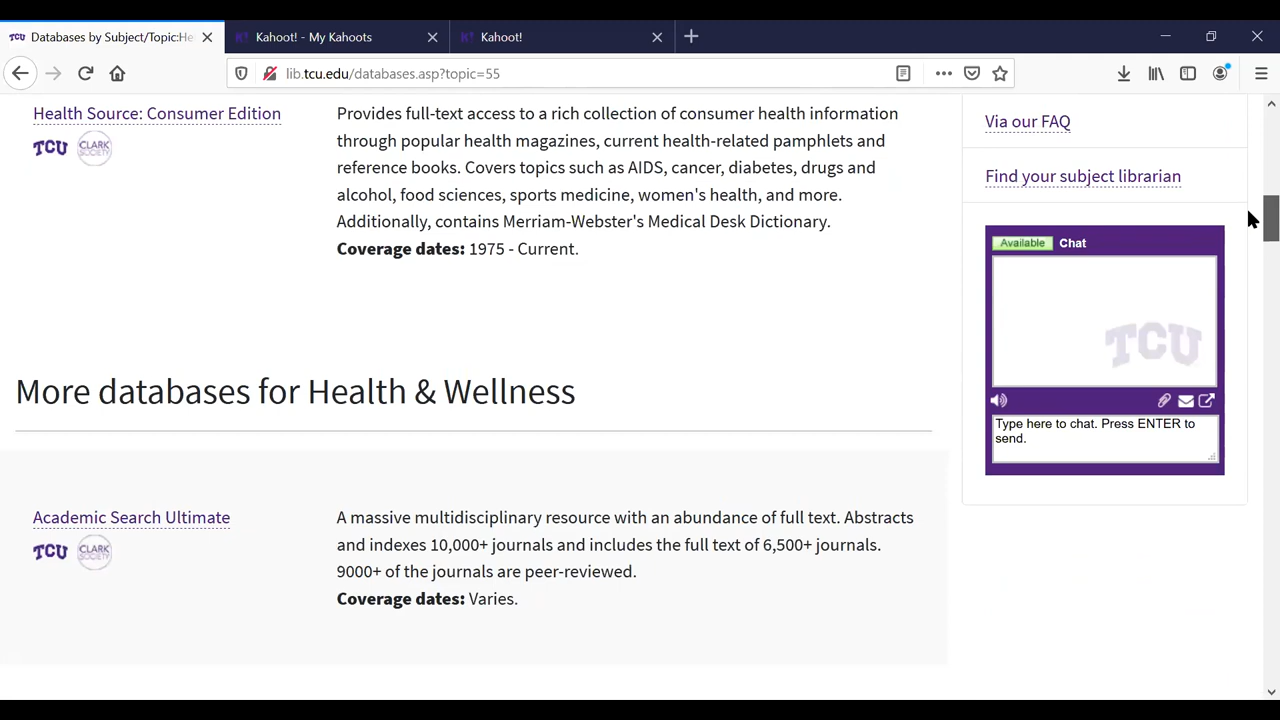 TCU Databases by Subject/Topic:He
Kahoot! - My Kahoots
Kahoot!
lib.tcu.edu/databases.asp?topic=55
Health Source: Consumer Edition
TCU CLARK SOCIETY
Provides full-text access to a rich collection of consumer health information
through popular health magazines, current health-related pamphlets and
reference books. Covers topics such as AIDS, cancer, diabetes, drugs and
alcohol, food sciences, sports medicine, women's health, and more.
Additionally, contains Merriam-Webster's Medical Desk Dictionary.
Coverage dates: 1975 - Current.
More databases for Health & Wellness
Academic Search Ultimate
TCU CLARK SOCIETY
A massive multidisciplinary resource with an abundance of full text. Abstracts
and indexes 10,000+ journals and includes the full text of 6,500+ journals.
9000+ of the journals are peer-reviewed.
Coverage dates: Varies.
Via our FAQ
Find your subject librarian
Available Chat
TCU
Type here to chat. Press ENTER to
send.